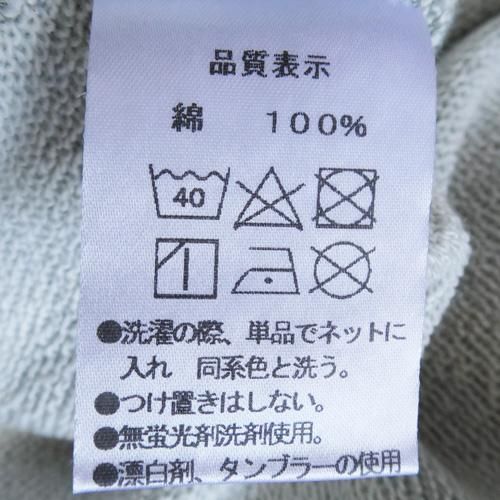 品質表示
綿 100%
40
●洗濯の際、単品でネットに
入れ 同系色と洗う。
●つけ置きはしない。
●無蛍光剤洗剤使用。
●漂白剤、タンブラーの使用